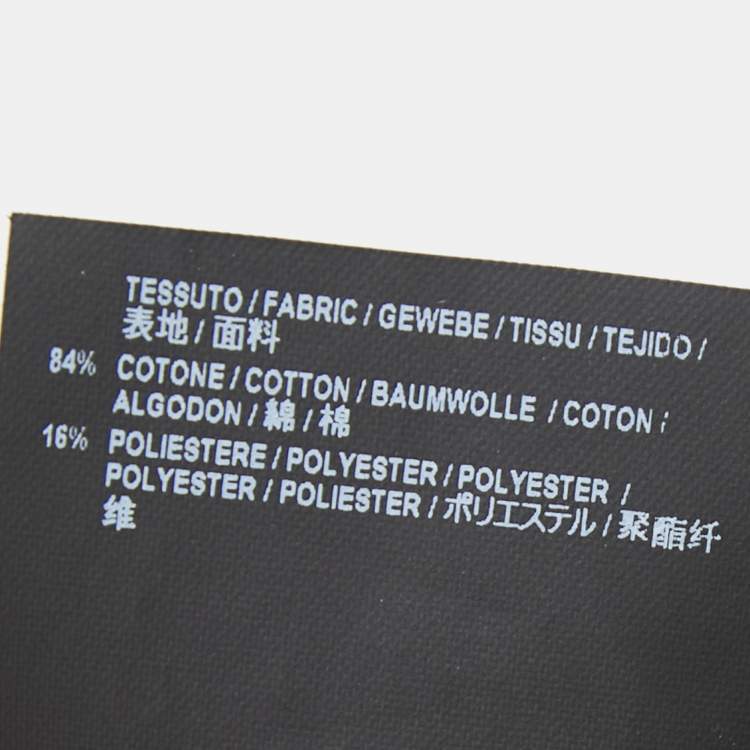 TESSUTO / FABRIC / GEWEBE / TISSU / TEJIDO /
表地 / 面料
84% COTONE / COTTON / BAUMWOLLE / COTON /
ALGODON / 綿 / 棉
16% POLIESTERE / POLYESTER / POLYESTER /
POLYESTER / POLIESTER / ポリエステル / 聚酯纤
维